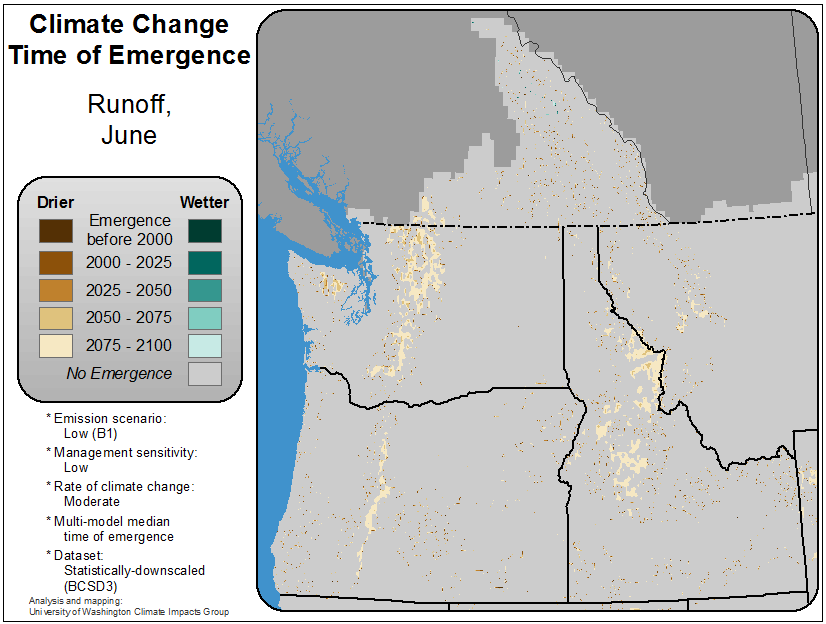 Climate Change
Time of Emergence
Runoff,
June
Drier
Wetter
Emergence
before 2000
2000 - 2025
2025 - 2050
2050 - 2075
2075 - 2100
No Emergence
* Emission scenario:
Low (B1)
* Management sensitivity:
Low
* Rate of climate change:
Moderate
* Multi-model median
time of emergence
* Dataset:
Statistically-downscaled
(BCSD3)
Analysis and mapping:
University of Washington Climate Impacts Group